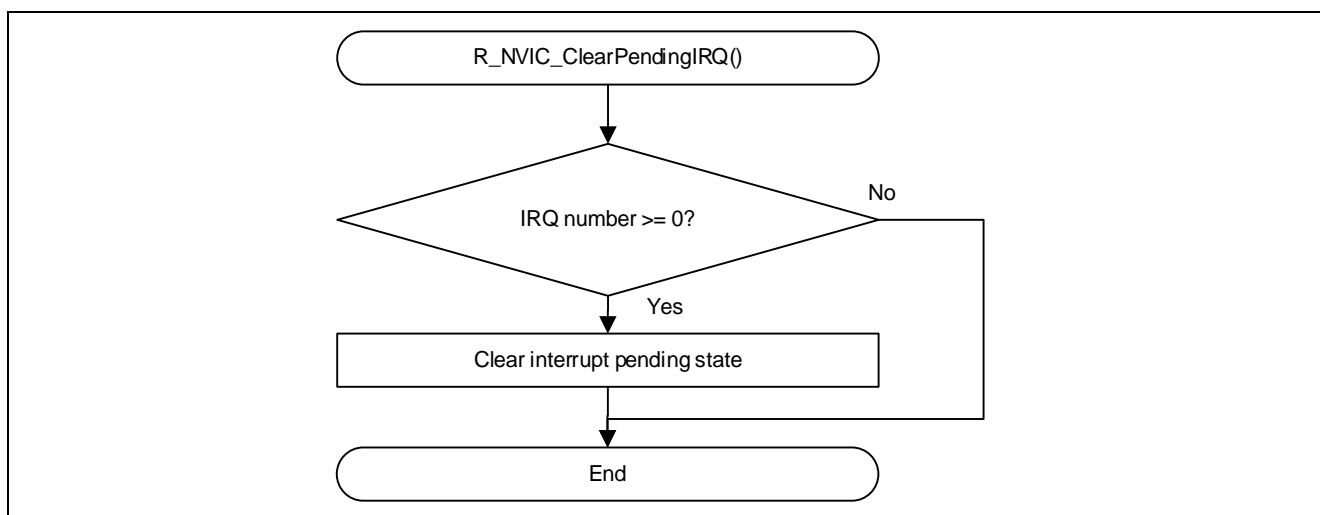 R_NVIC_ClearPendingIRQ()
No
IRQ number >= 0?
Yes
Clear interrupt pending state
End